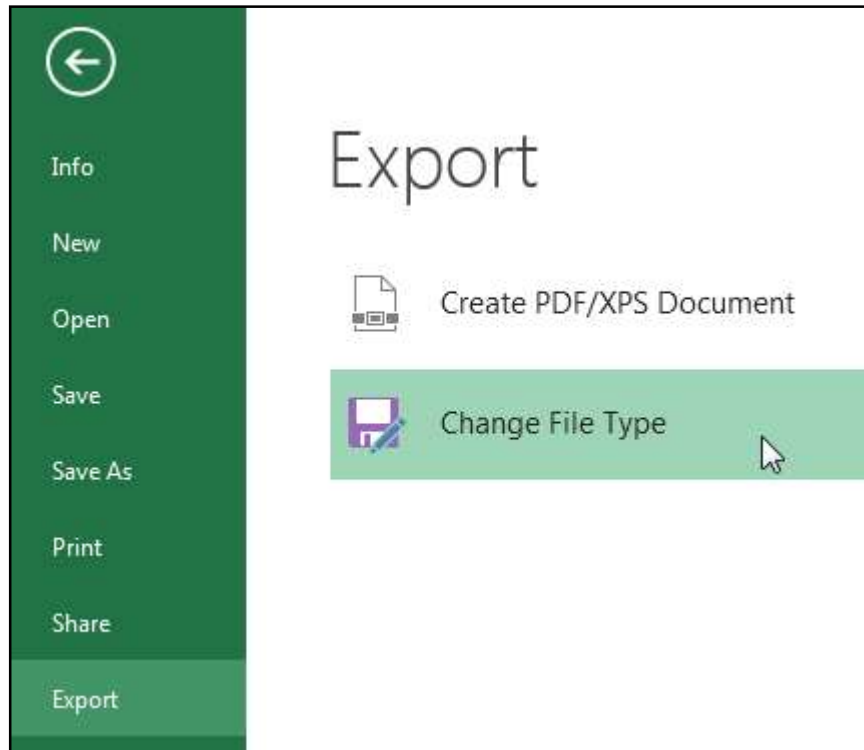 Info
New
Open
Save
Save As
Print
Share
Export
Export
Create PDF/XPS Document
Change File Type